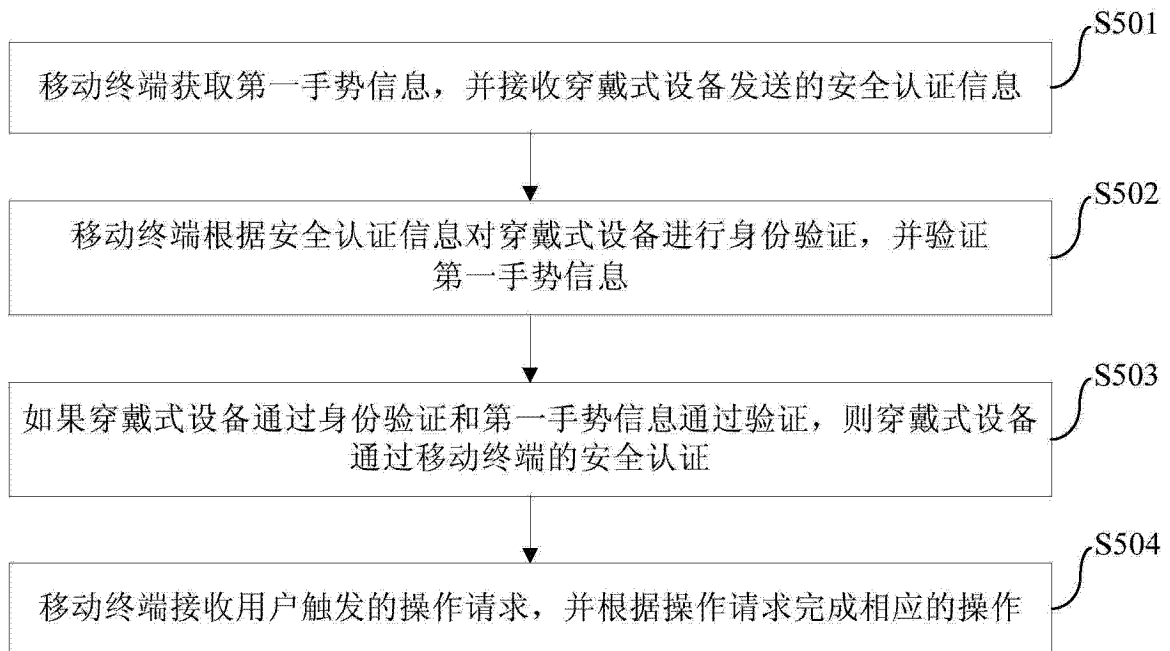 S501
移动终端获取第一手势信息，并接收穿戴式设备发送的安全认证信息
S502
移动终端根据安全认证信息对穿戴式设备进行身份验证，并验证
第一手势信息
S503
如果穿戴式设备通过身份验证和第一手势信息通过验证，则穿戴式设备
通过移动终端的安全认证
S504
移动终端接收用户触发的操作请求，并根据操作请求完成相应的操作